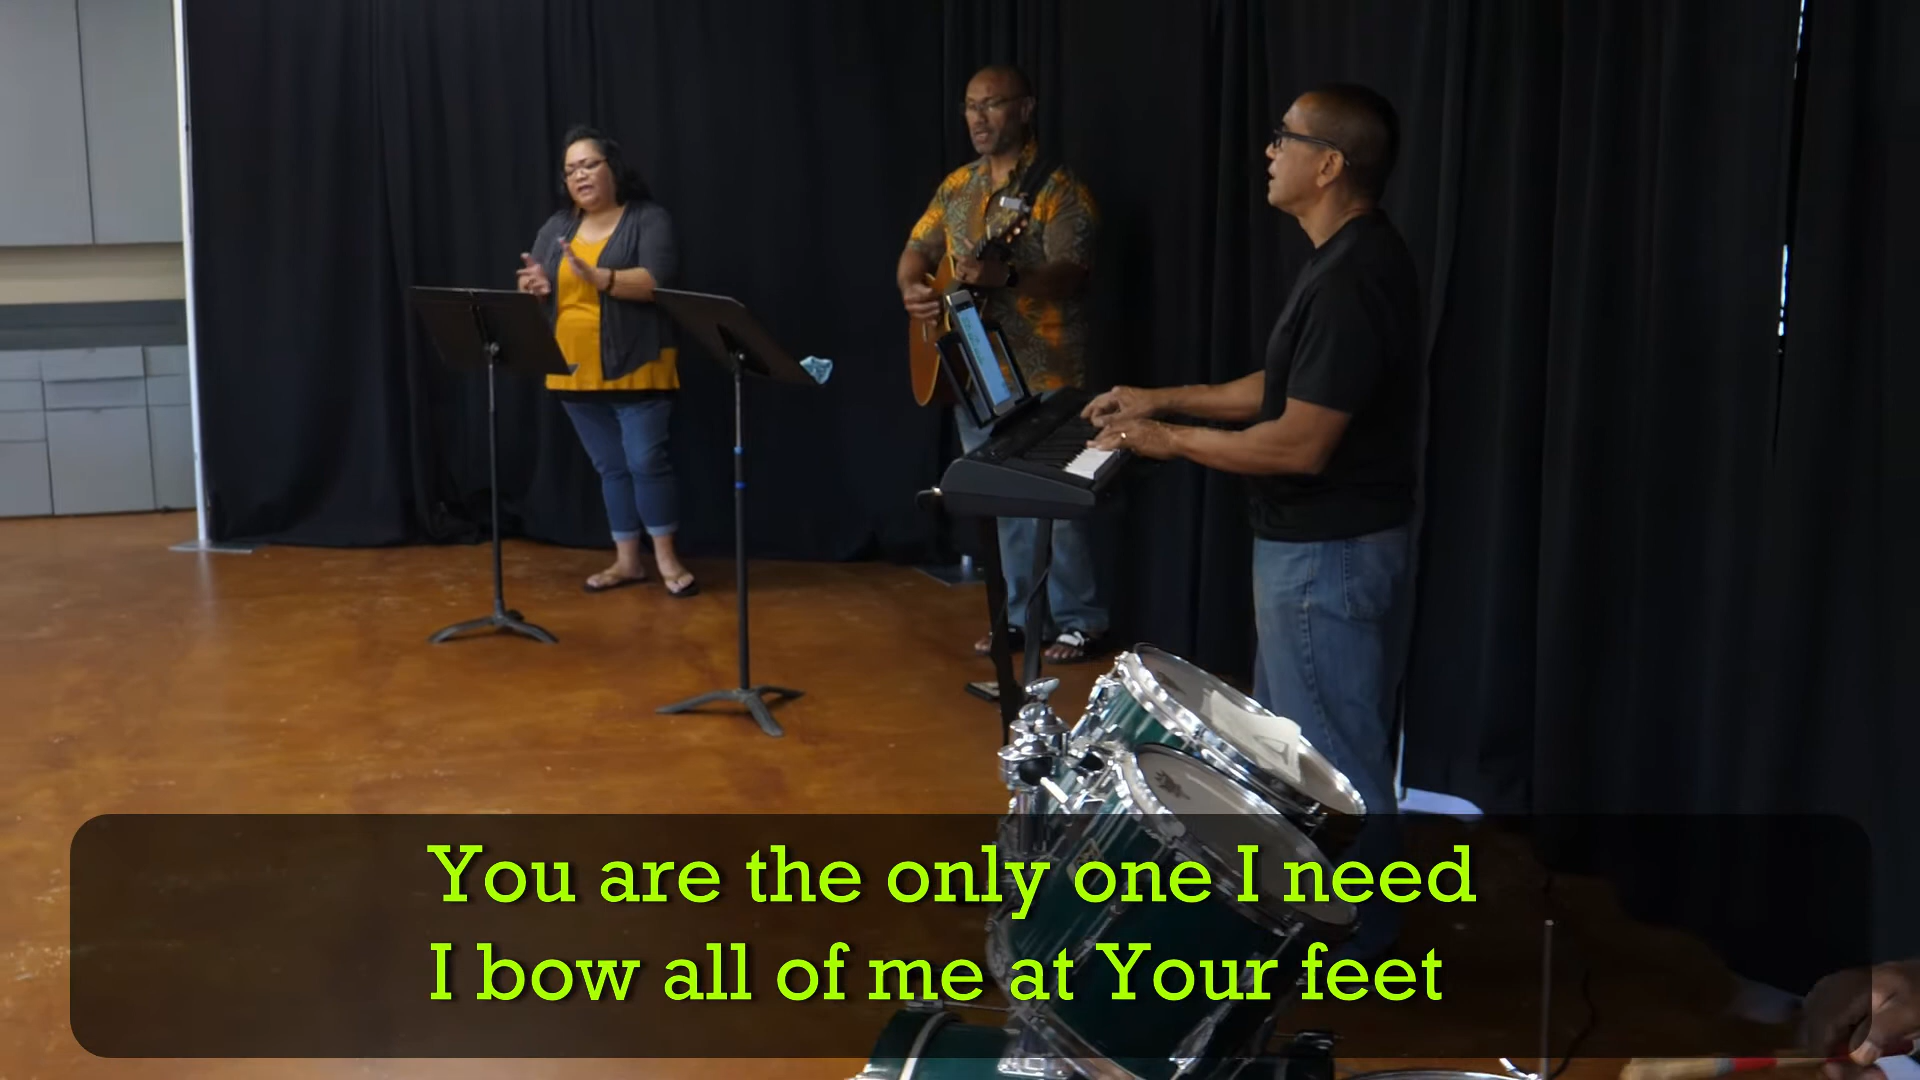 You are the only one I need
I bow all of me at Your feet